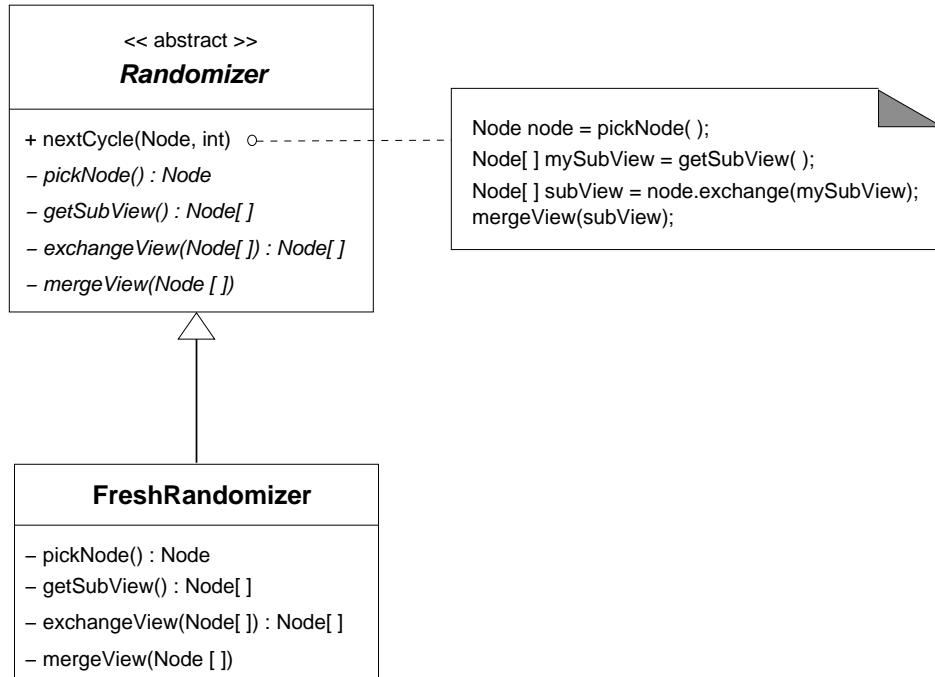 << abstract >>
Randomizer
+ nextCycle(Node, int)
– pickNode() : Node
– getSubView() : Node[ ]
– exchangeView(Node[ ]) : Node[ ]
– mergeView(Node [ ])
Node node = pickNode( );
Node[ ] mySubView = getSubView( );
Node[ ] subView = node.exchange(mySubView);
mergeView(subView);
FreshRandomizer
– pickNode() : Node
– getSubView() : Node[ ]
– exchangeView(Node[ ]) : Node[ ]
– mergeView(Node [ ])